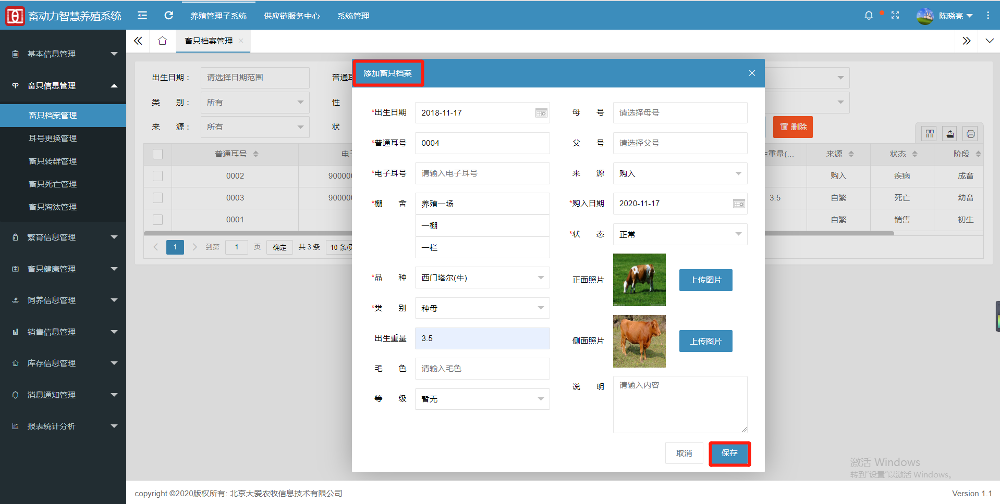 畜动力智慧养殖系统
养殖管理子系统 供应链服务中心 系统管理
陈晓亮
基本信息管理
畜只信息管理
畜只档案管理
耳号更换管理
畜只转群管理
畜只死亡管理
畜只淘汰管理
繁育信息管理
畜只健康管理
饲养信息管理
销售信息管理
库存信息管理
消息通知管理
报表统计分析
畜只档案管理
出生日期： 请选择日期范围 普通耳
类 别： 所有 性
来 源： 所有 状
删除
普通耳号 电子 生重量(... 来源 状态 阶段
0002 900000 购入 疾病 成畜
0003 900000 3.5 自繁 死亡 幼畜
0001 自繁 销售 初生
1 到第 1 页 确定 共 3 条 10 条/页
添加畜只档案
*出生日期 2018-11-17
*普通耳号 0004
*电子耳号 请输入电子耳号
*棚 舍 养殖一场
一棚
一栏
*品 种 西门塔尔(牛)
*类 别 种母
出生重量 3.5
毛 色 请输入毛色
等 级 暂无
母 号 请选择母号
父 号 请选择父号
来 源 购入
*购入日期 2020-11-17
*状 态 正常
正面照片 上传图片
侧面照片 上传图片
说 明 请输入内容
取消 保存
激活 Windows
转到"设置"以激活 Windows。
copyright ©2020版权所有: 北京大爱农牧信息技术有限公司
Version 1.1